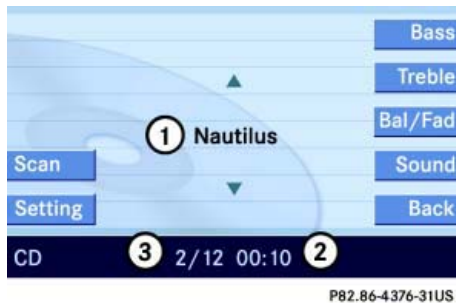 Bass
Treble
1 Nautilus
Bal/Fad
Scan
Sound
Setting
Back
CD 3 2/12 00:10 2
P82.86-4376-31US